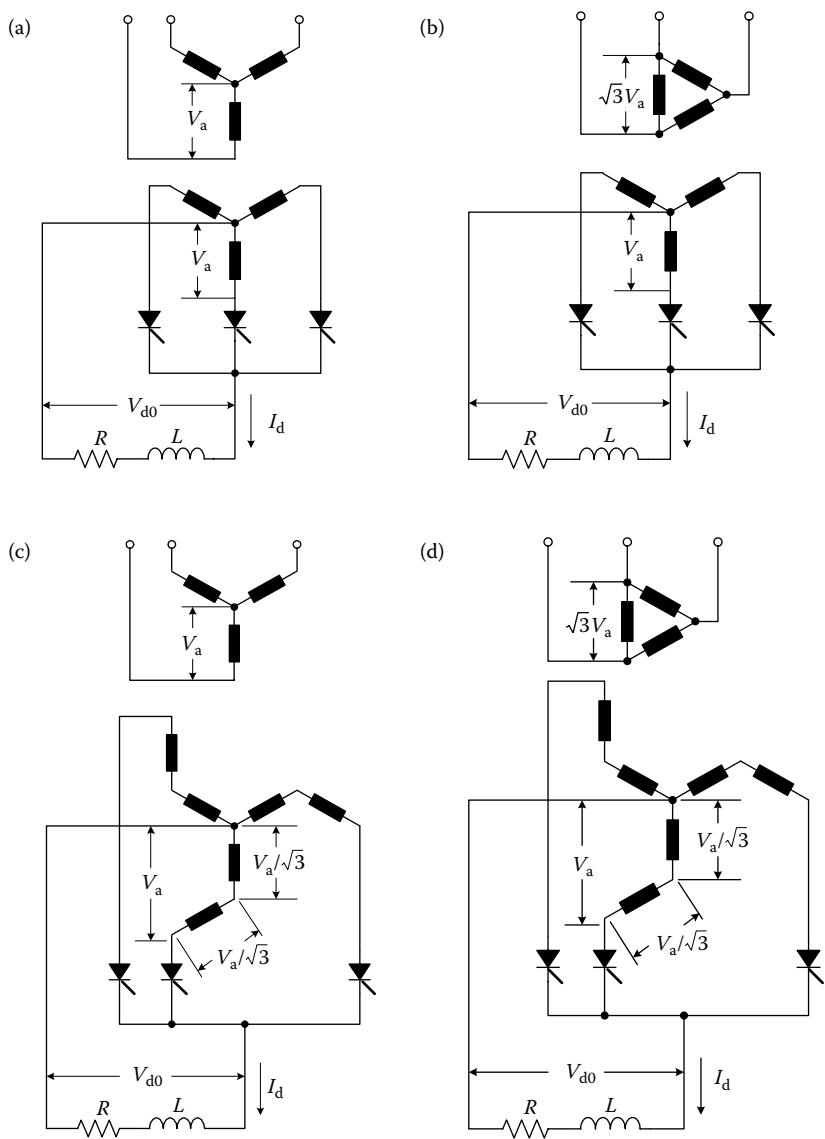 (a)
V_a
V_a
V_d0
I_d
R
L
(b)
√3V_a
V_a
V_d0
I_d
R
L
(c)
V_a
V_a
V_a/√3
V_a/√3
V_d0
I_d
R
L
(d)
√3V_a
V_a
V_a/√3
V_a/√3
V_d0
I_d
R
L